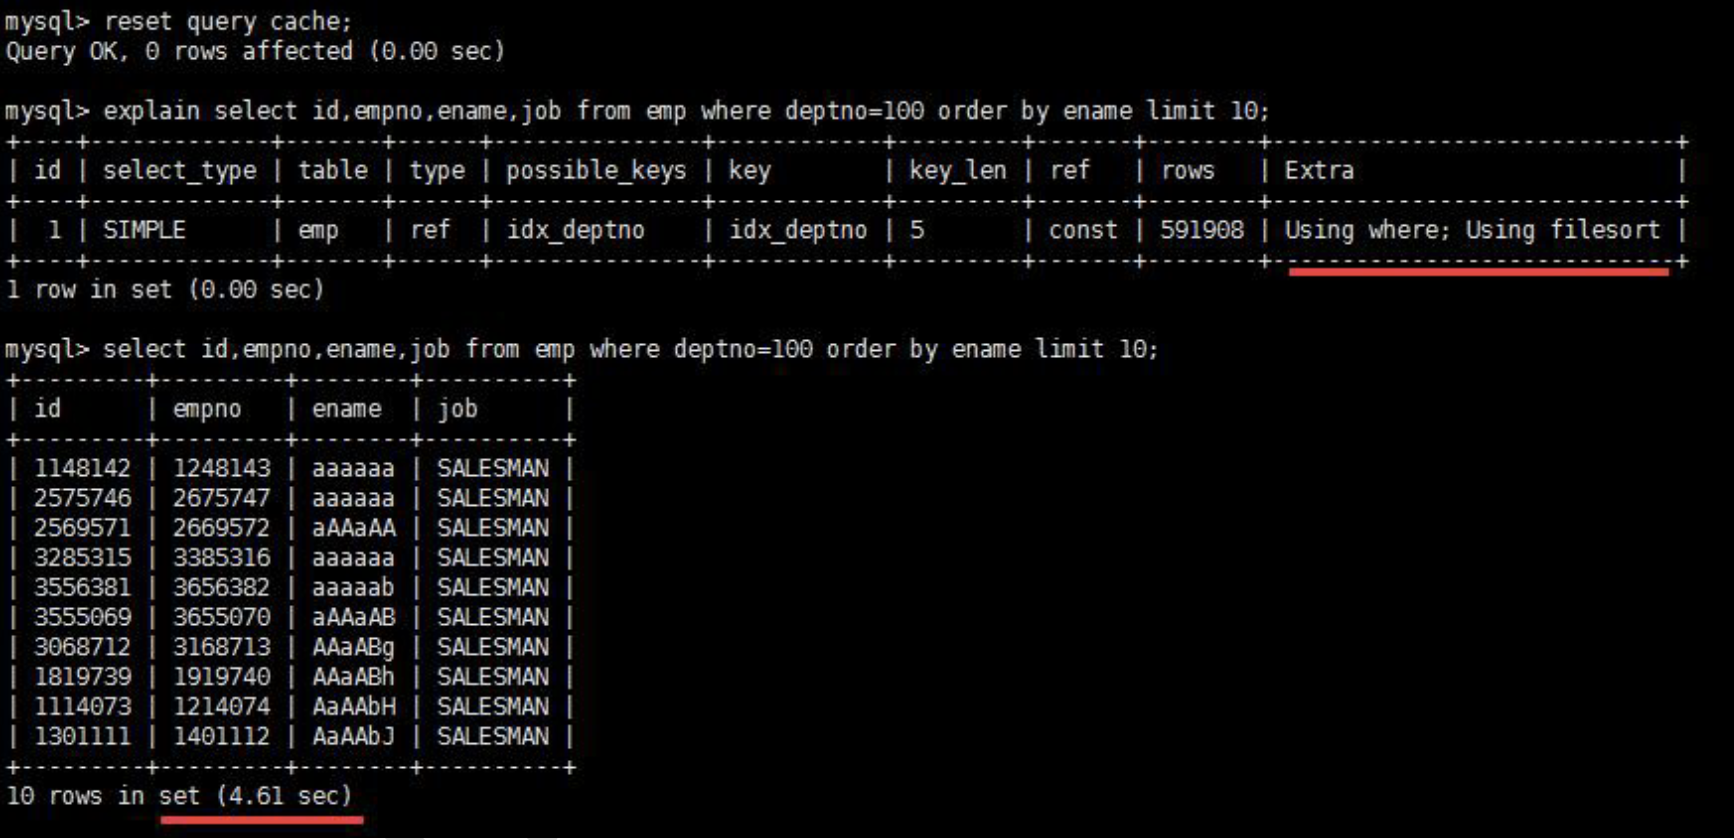 mysql> reset query cache;
Query OK, 0 rows affected (0.00 sec)
mysql> explain select id,empno,ename,job from emp where deptno=100 order by ename limit 10;
+----+-------------+-------+------+---------------+------------+---------+-------+--------+-----------------------------+
| id | select_type | table | type | possible_keys | key        | key_len | ref   | rows   | Extra                       |
+----+-------------+-------+------+---------------+------------+---------+-------+--------+-----------------------------+
|  1 | SIMPLE      | emp   | ref  | idx_deptno    | idx_deptno | 5       | const | 591908 | Using where; Using filesort |
+----+-------------+-------+------+---------------+------------+---------+-------+--------+-----------------------------+
1 row in set (0.00 sec)
mysql> select id,empno,ename,job from emp where deptno=100 order by ename limit 10;
+---------+---------+--------+----------+
| id      | empno   | ename  | job      |
+---------+---------+--------+----------+
| 1148142 | 1248143 | aaaaaa | SALESMAN |
| 2575746 | 2675747 | aaaaaa | SALESMAN |
| 2569571 | 2669572 | aAAaAA | SALESMAN |
| 3285315 | 3385316 | aaaaaa | SALESMAN |
| 3556381 | 3656382 | aaaaab | SALESMAN |
| 3555069 | 3655070 | aAAaAB | SALESMAN |
| 3068712 | 3168713 | AAaABg | SALESMAN |
| 1819739 | 1919740 | AAaABh | SALESMAN |
| 1114073 | 1214074 | AaAAbH | SALESMAN |
| 1301111 | 1401112 | AaAAbJ | SALESMAN |
+---------+---------+--------+----------+
10 rows in set (4.61 sec)